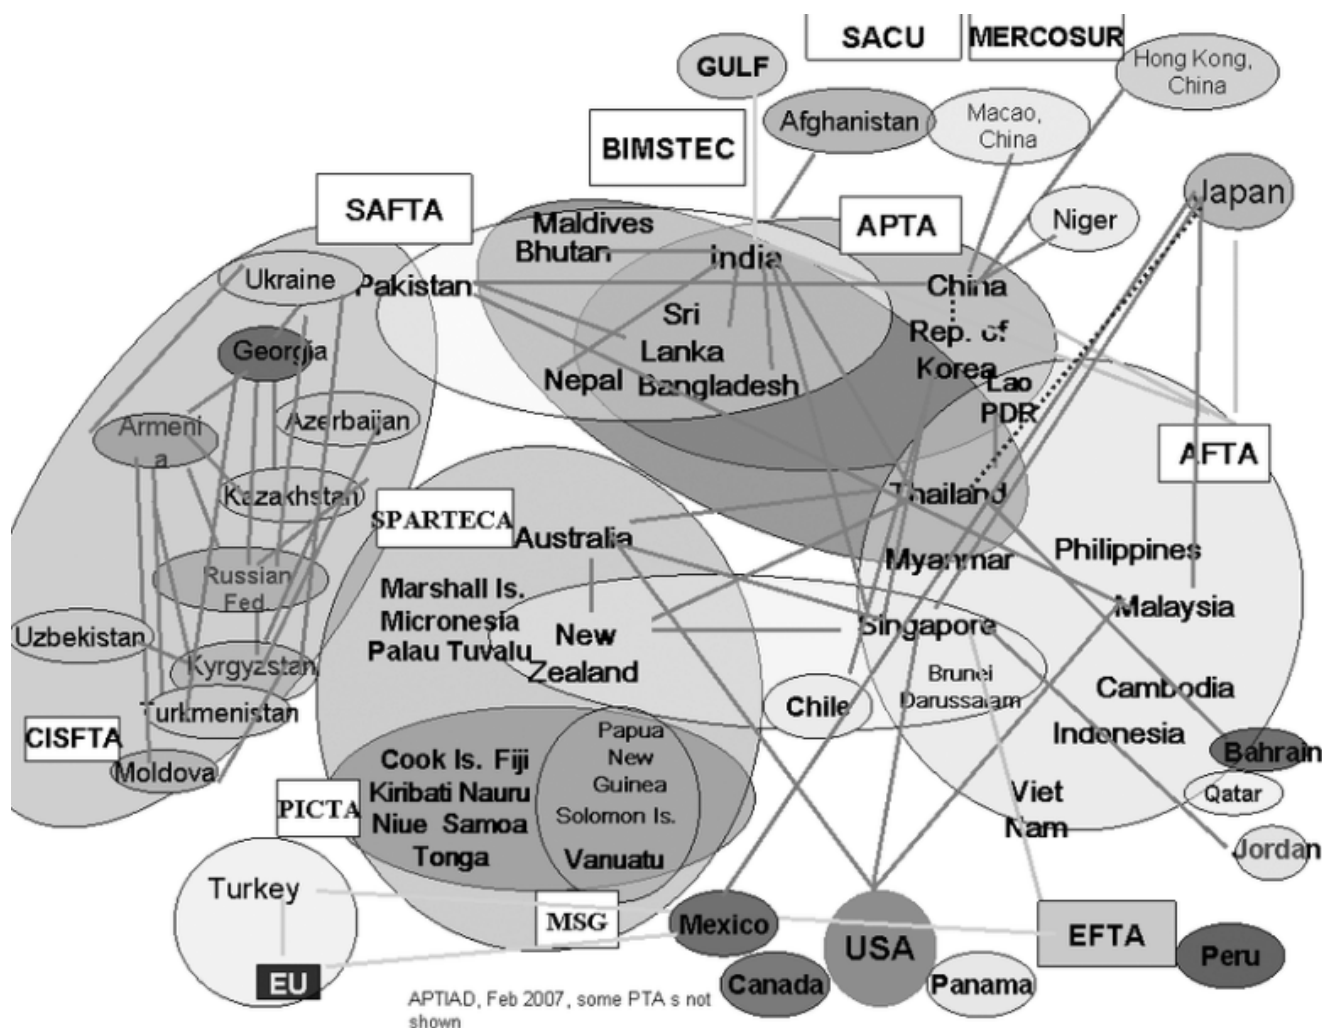 SACU
MERCOSUR
GULF
Hong Kong,
China
Afghanistan
Macao,
China
BIMSTEC
Japan
SAFTA
APTA
Niger
Maldives
Bhutan
India
Ukraine
Pakistan
China
Sri
Lanka
Rep. of
Korea
Georgia
Nepal
Bangladesh
Lao
PDR
Azerbaijan
Armeni
a
AFTA
Kazakhstan
Thailand
SPARTECA
Australia
Myanmar
Philippines
Russian
Fed
Marshall Is.
Micronesia
Palau Tuvalu
Malaysia
New
Zealand
Singapore
Uzbekistan
Kyrgyzstan
Brunei
Darussalam
Cambodia
Turkmenistan
Chile
CISFTA
Indonesia
Papua
New
Guinea
Solomon Is.
Vanuatu
Bahrain
Moldova
Cook Is. Fiji
Kiribati Nauru
Niue Samoa
Tonga
Qatar
PICTA
Viet
Nam
Jordan
Turkey
MSG
Mexico
USA
EFTA
Peru
EU
Canada
Panama
APTIAD, Feb 2007, some PTA s not
shown